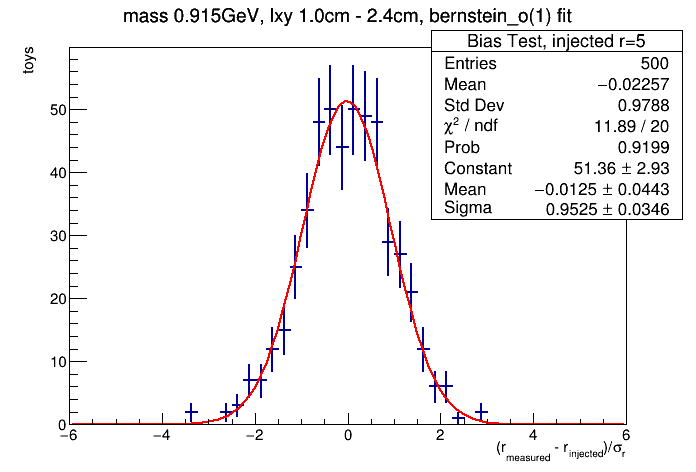 mass 0.915GeV, lxy 1.0cm - 2.4cm, bernstein_o(1) fit
toys
Bias Test, injected r=5
Entries 500
Mean −0.02257
Std Dev 0.9788
χ² / ndf 11.89 / 20
Prob 0.9199
Constant 51.36 ± 2.93
Mean −0.0125 ± 0.0443
Sigma 0.9525 ± 0.0346
50
40
30
20
10
0
−6 −4 −2 0 2 4 6
(r_measured - r_injected)/σ_r